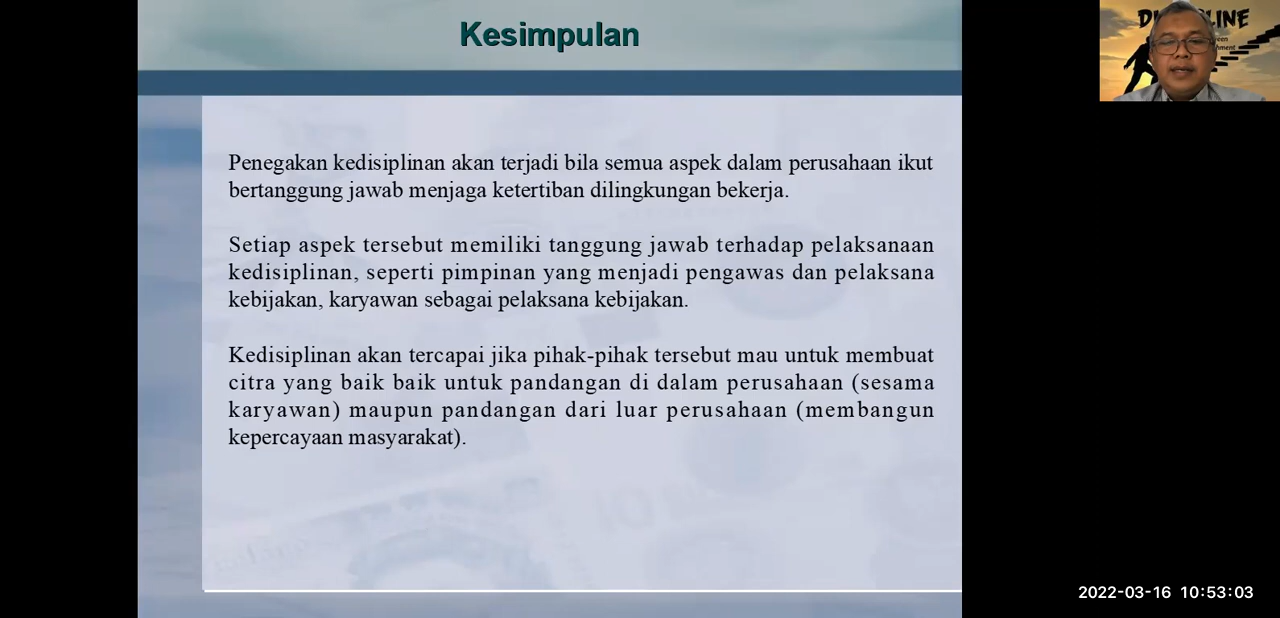 Kesimpulan
Penegakan kedisiplinan akan terjadi bila semua aspek dalam perusahaan ikut
bertanggung jawab menjaga ketertiban dilingkungan bekerja.
Setiap aspek tersebut memiliki tanggung jawab terhadap pelaksanaan
kedisiplinan, seperti pimpinan yang menjadi pengawas dan pelaksana
kebijakan, karyawan sebagai pelaksana kebijakan.
Kedisiplinan akan tercapai jika pihak-pihak tersebut mau untuk membuat
citra yang baik baik untuk pandangan di dalam perusahaan (sesama
karyawan) maupun pandangan dari luar perusahaan (membangun
kepercayaan masyarakat).
2022-03-16 10:53:03